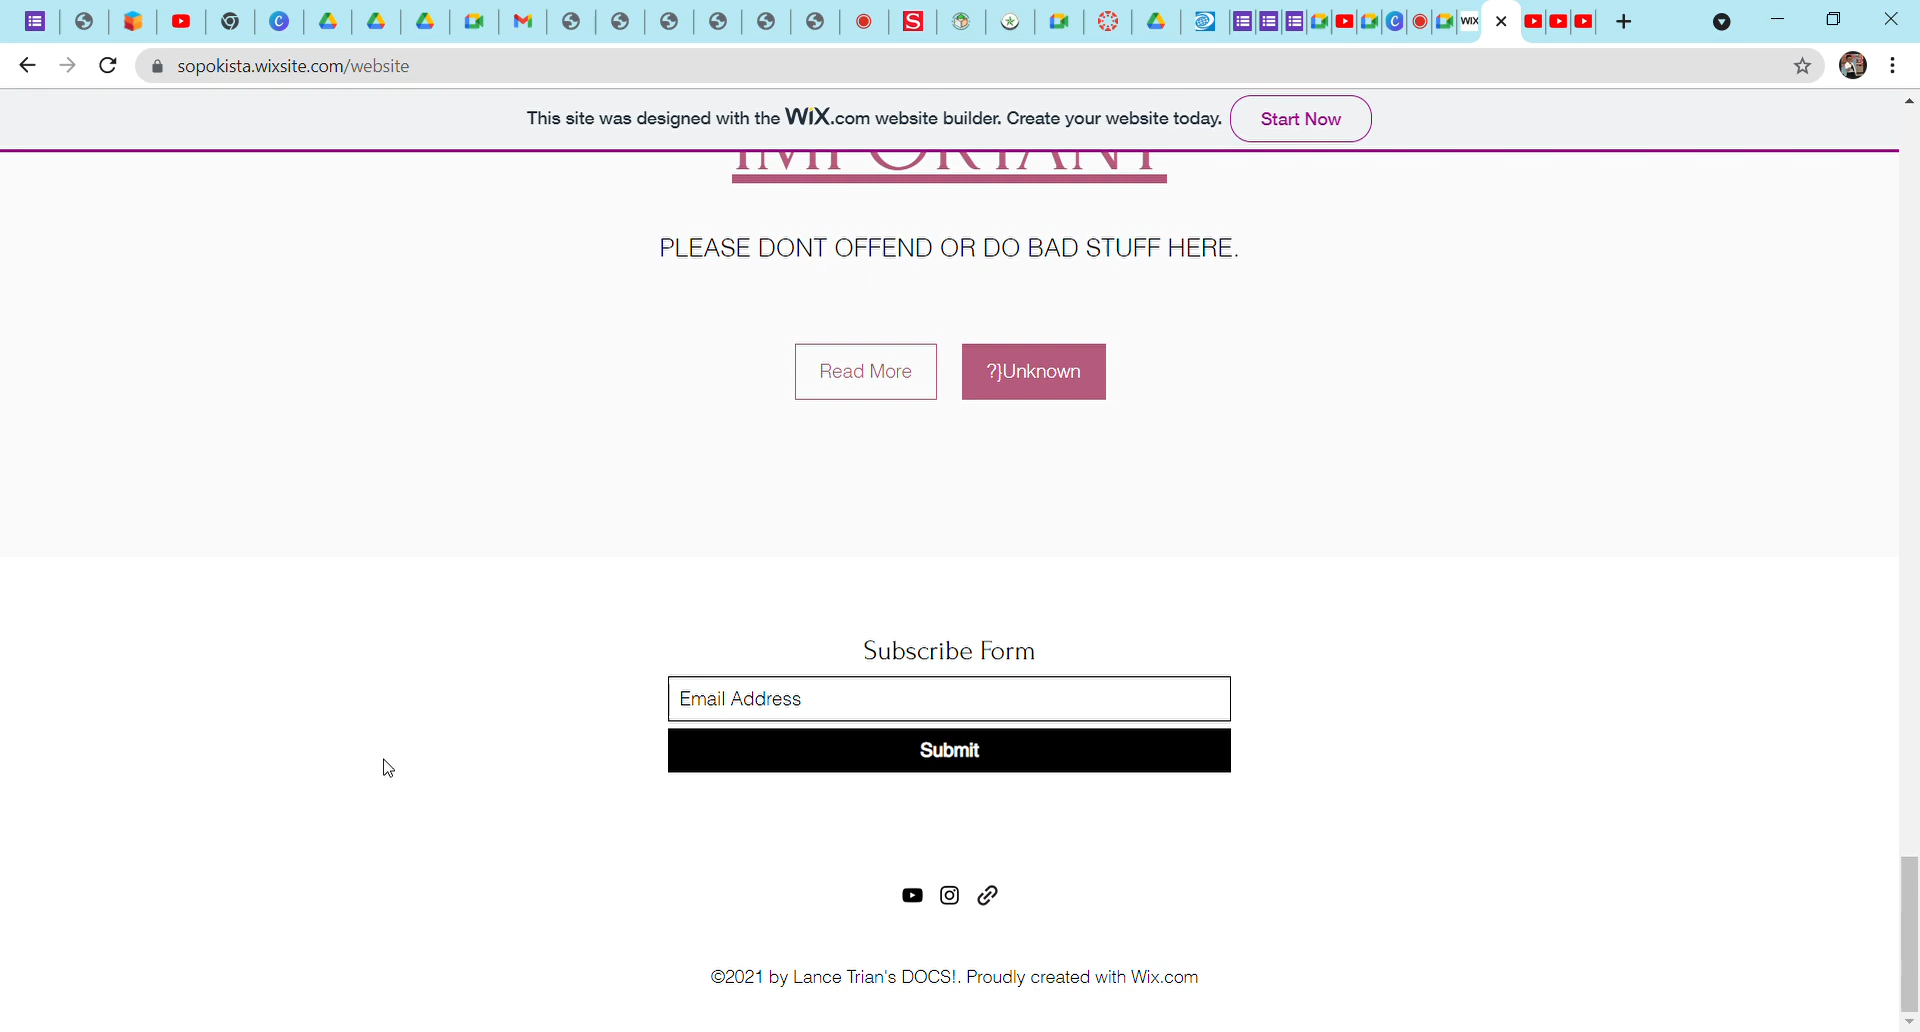 WIX
sopokista.wixsite.com/website
This site was designed with the WiX.com website builder. Create your website today.
Start Now
IMPORTANT
PLEASE DONT OFFEND OR DO BAD STUFF HERE.
Read More
?}Unknown
Subscribe Form
Email Address
Submit
©2021 by Lance Trian's DOCS!. Proudly created with Wix.com